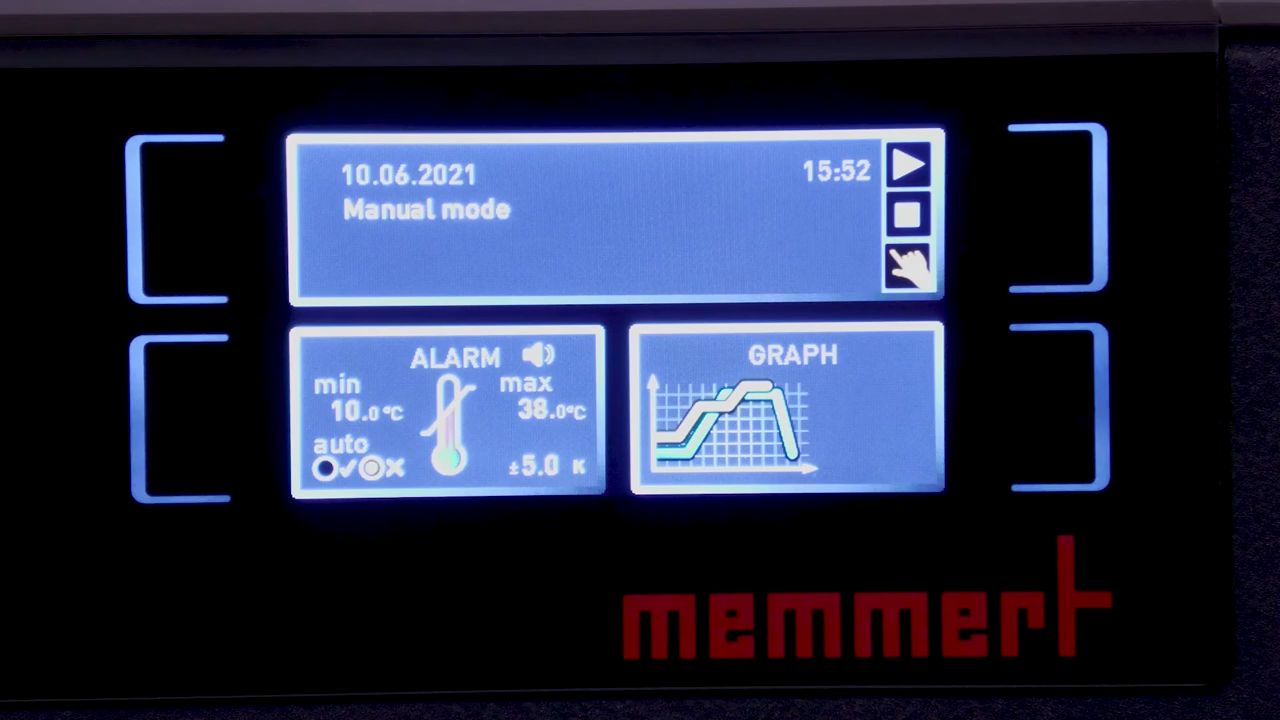 10.06.2021 15:52
Manual mode
ALARM
min max
10.0°C 38.0°C
auto
±5.0 K
GRAPH
memmert